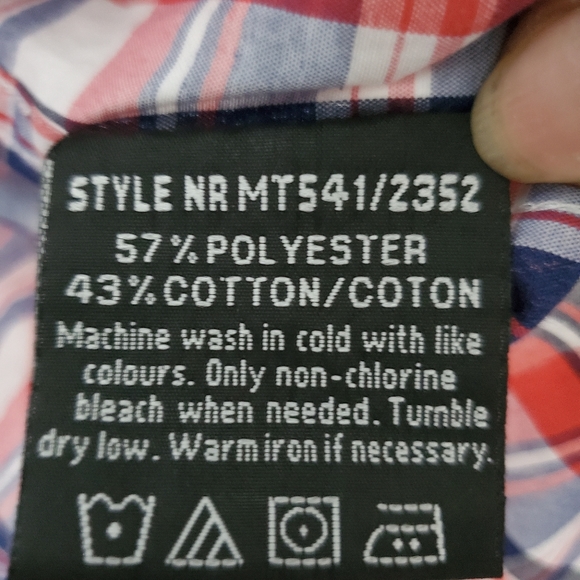 STYLE NR MT541/2352
57% POLYESTER
43% COTTON/COTON
Machine wash in cold with like
colours. Only non-chlorine
bleach when needed. Tumble
dry low. Warm iron if necessary.